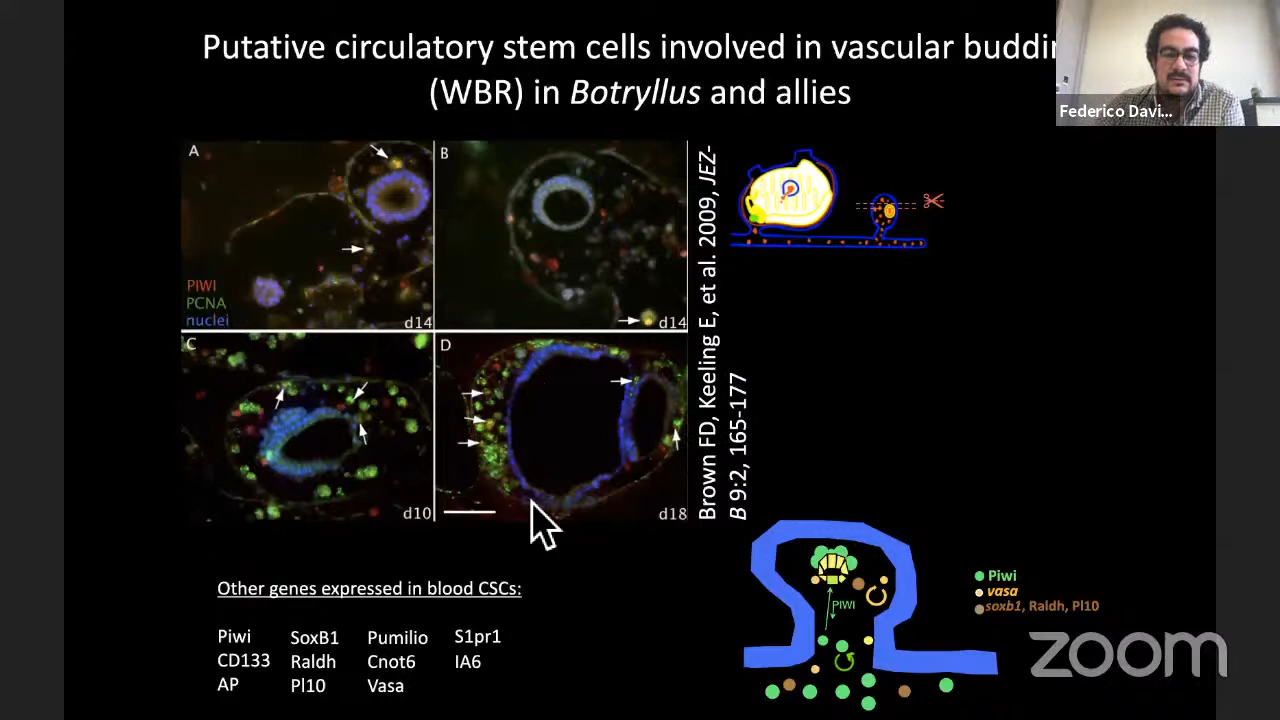 Putative circulatory stem cells involved in vascular buddin
(WBR) in Botryllus and allies
Federico Davi...
A
B
PIWI
PCNA
nuclei
d14
d14
C
D
d10
d18
Brown FD, Keeling E, et al. 2009, JEZ-
B 9:2, 165-177
PIWI
Piwi
vasa
soxb1, Raldh, Pl10
Other genes expressed in blood CSCs:
Piwi SoxB1 Pumilio S1pr1
CD133 Raldh Cnot6 IA6
AP Pl10 Vasa
zoom